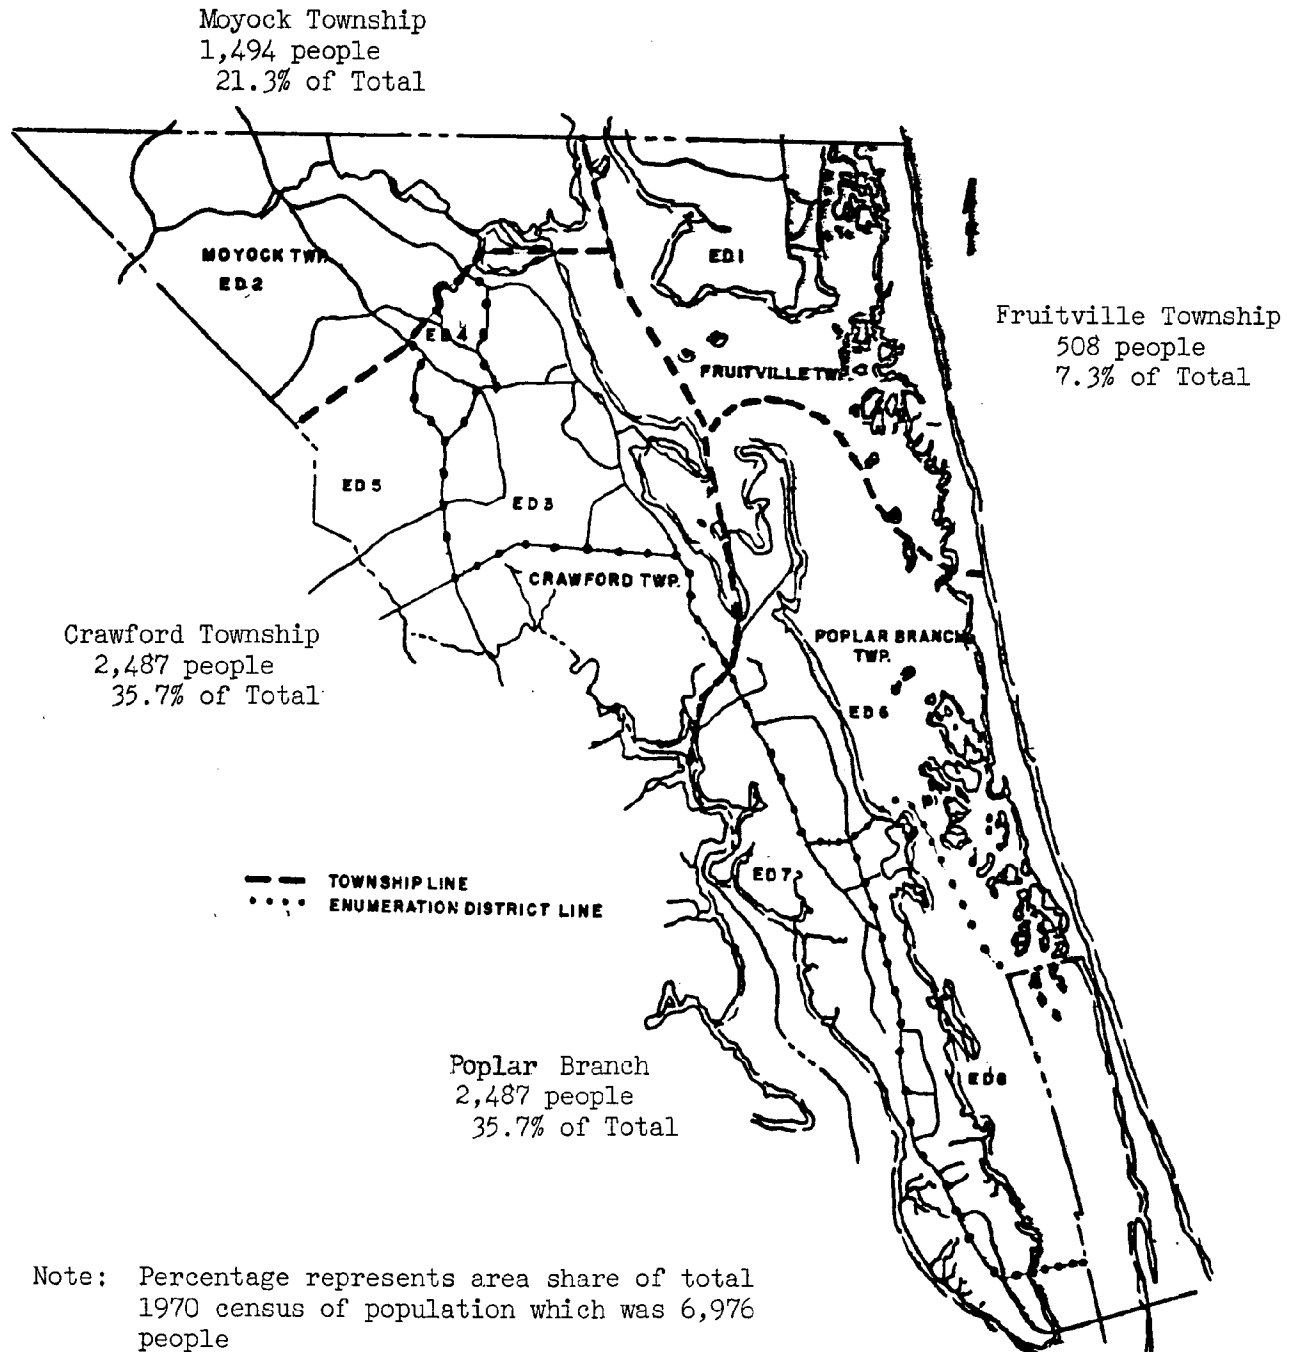 Moyock Township
1,494 people
21.3% of Total
MOYOCK TWP.
ED 2
ED 1
ED 4
Fruitville Township
508 people
7.3% of Total
FRUITVILLE TWP.
ED 5
ED 3
CRAWFORD TWP.
Crawford Township
2,487 people
35.7% of Total
POPLAR BRANCH
TWP.
ED 6
ED 7
TOWNSHIP LINE
ENUMERATION DISTRICT LINE
Poplar Branch
2,487 people
35.7% of Total
ED 8
Note: Percentage represents area share of total
1970 census of population which was 6,976
people